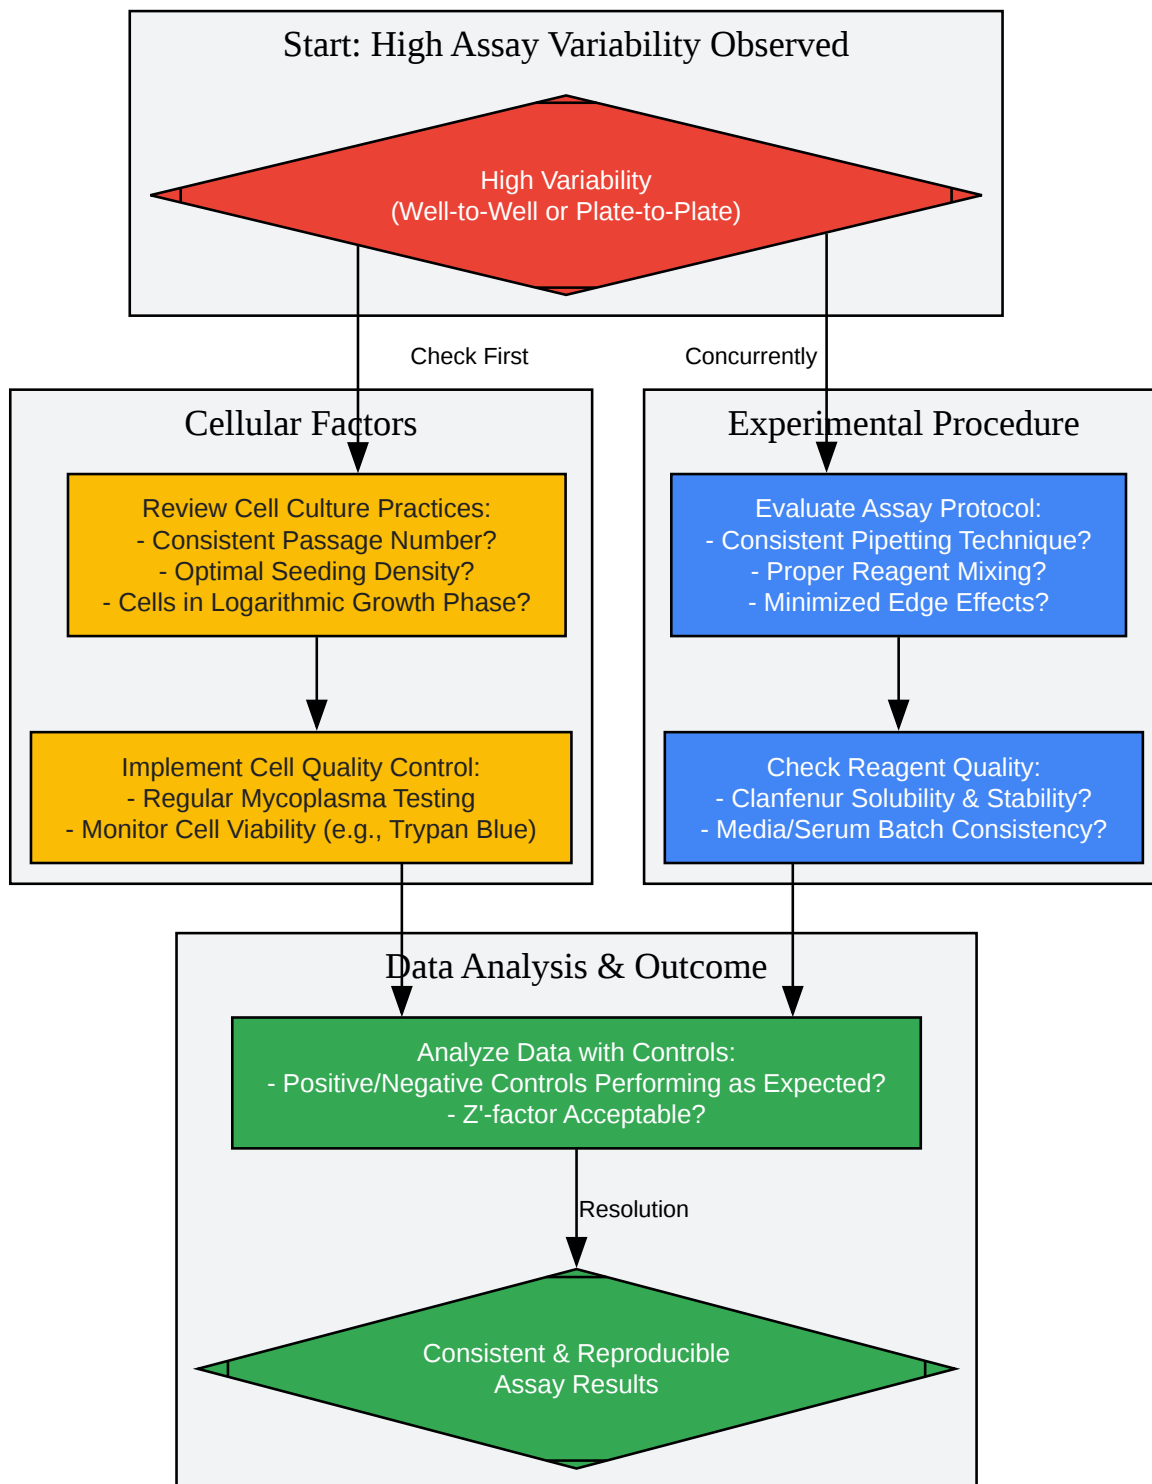 Start: High Assay Variability Observed
High Variability
(Well-to-Well or Plate-to-Plate)
Check First
Concurrently
Cellular Factors
Review Cell Culture Practices:
- Consistent Passage Number?
- Optimal Seeding Density?
- Cells in Logarithmic Growth Phase?
Implement Cell Quality Control:
- Regular Mycoplasma Testing
- Monitor Cell Viability (e.g., Trypan Blue)
Experimental Procedure
Evaluate Assay Protocol:
- Consistent Pipetting Technique?
- Proper Reagent Mixing?
- Minimized Edge Effects?
Check Reagent Quality:
- Clanfenur Solubility & Stability?
- Media/Serum Batch Consistency?
Data Analysis & Outcome
Analyze Data with Controls:
- Positive/Negative Controls Performing as Expected?
- Z'-factor Acceptable?
Resolution
Consistent & Reproducible
Assay Results